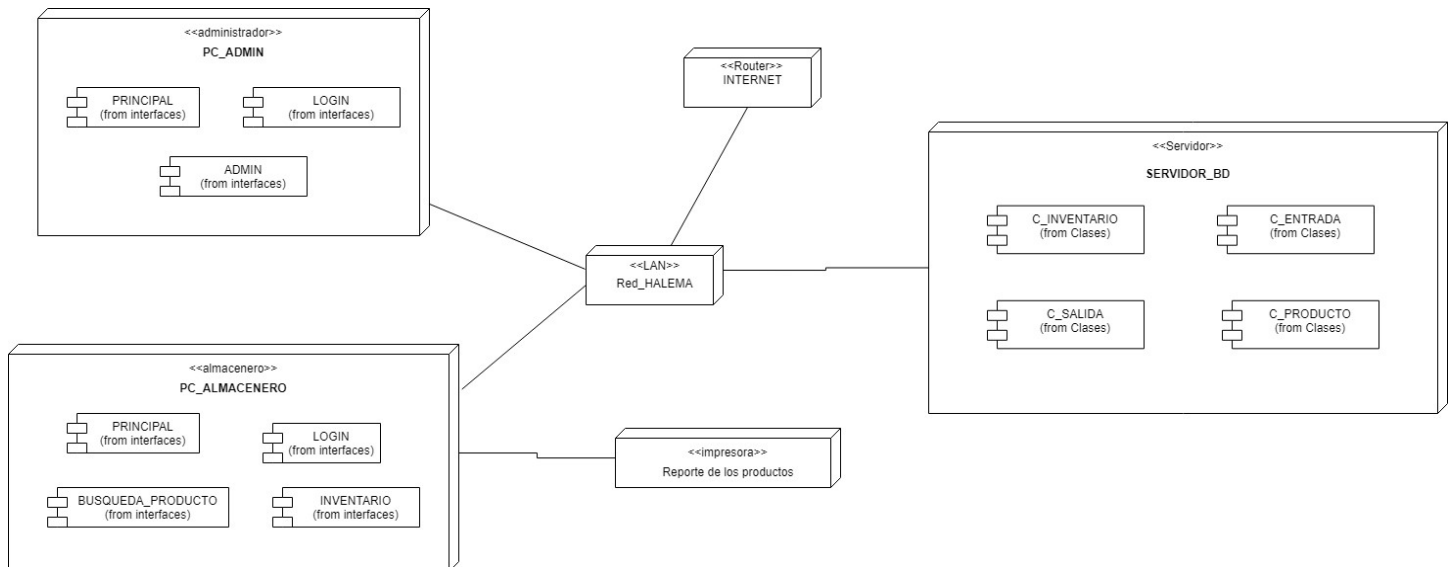 <<administrador>>
PC_ADMIN
PRINCIPAL
(from interfaces)
LOGIN
(from interfaces)
ADMIN
(from interfaces)
<<Router>>
INTERNET
<<Servidor>>
SERVIDOR_BD
C_INVENTARIO
(from Clases)
C_ENTRADA
(from Clases)
C_SALIDA
(from Clases)
C_PRODUCTO
(from Clases)
<<LAN>>
Red_HALEMA
<<almacenero>>
PC_ALMACENERO
PRINCIPAL
(from interfaces)
LOGIN
(from interfaces)
BUSQUEDA_PRODUCTO
(from interfaces)
INVENTARIO
(from interfaces)
<<impresora>>
Reporte de los productos